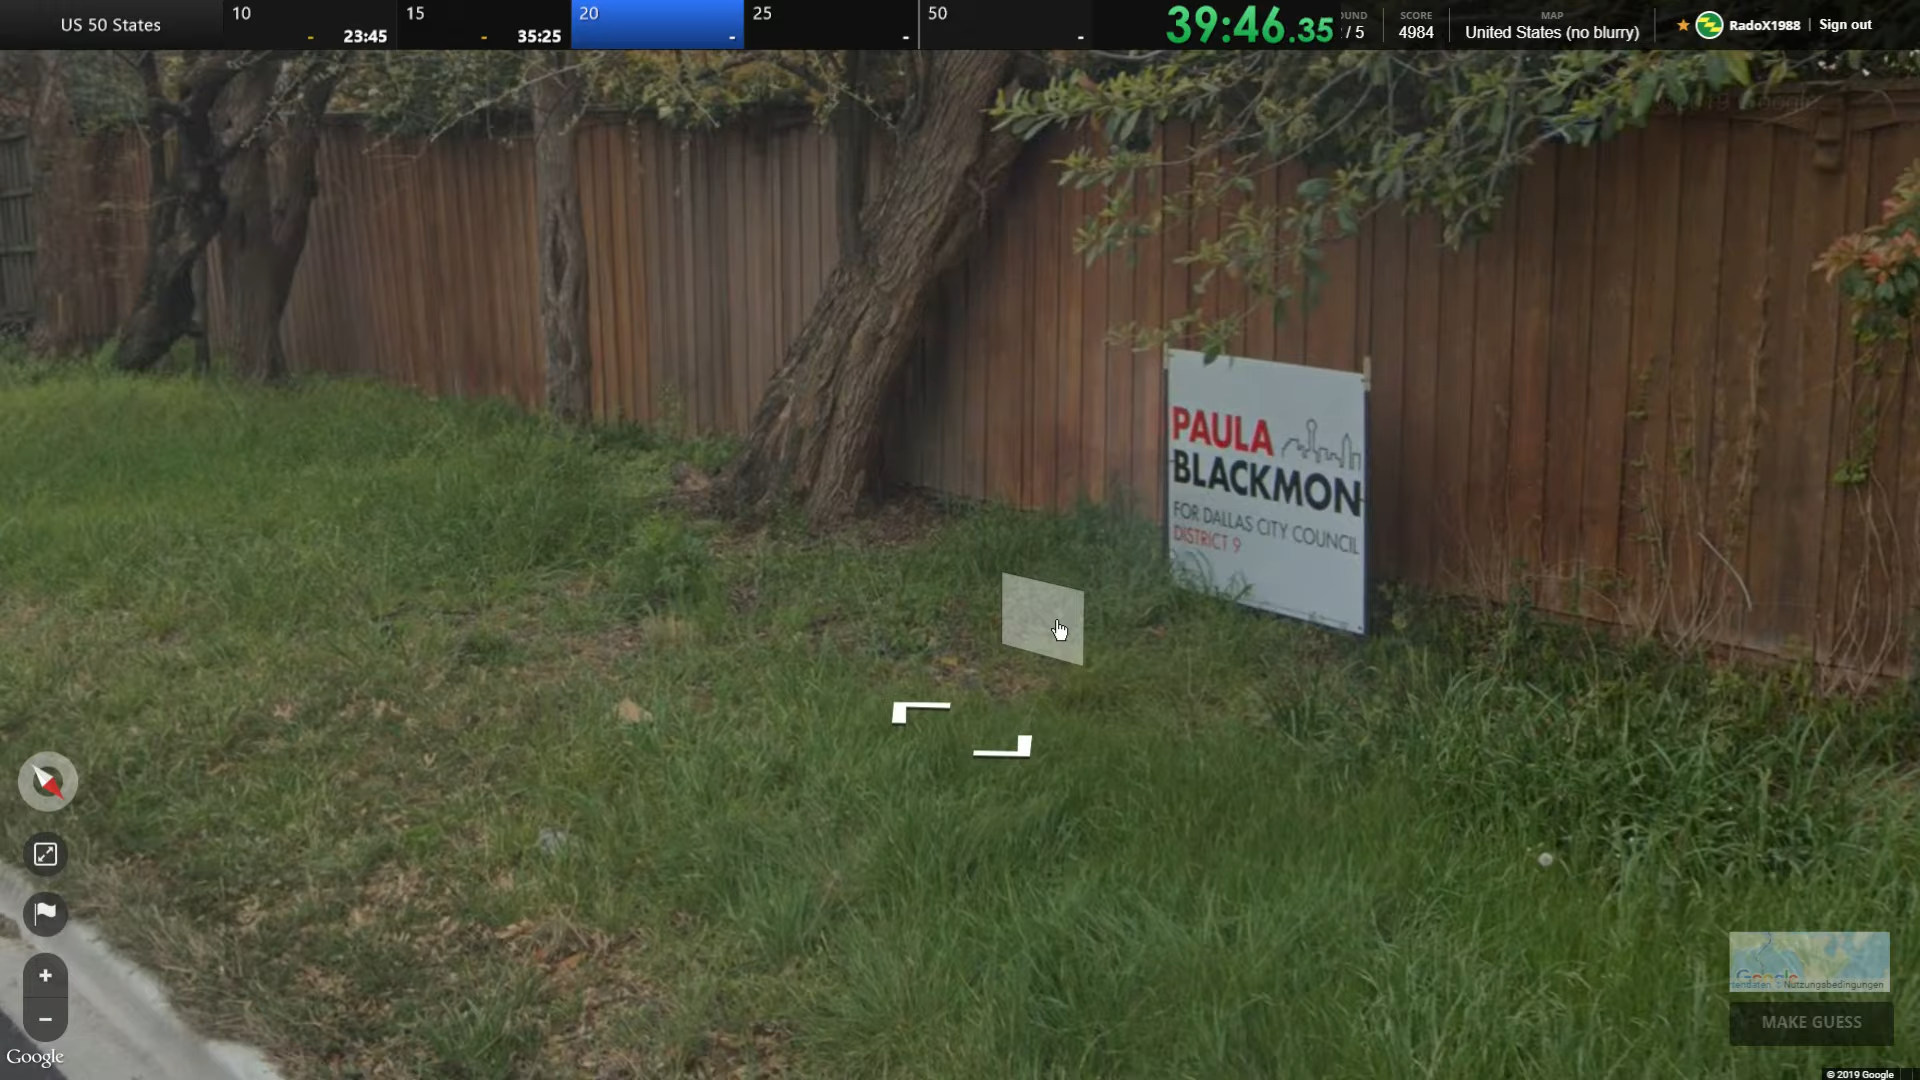 US 50 States
10
-
23:45
15
-
35:25
20
-
25
-
50
-
39:46.35
UND
/ 5
SCORE
4984
MAP
United States (no blurry)
RadoX1988
Sign out
PAULA
BLACKMON
FOR DALLAS CITY COUNCIL
DISTRICT 9
+
−
Google
Google
Nutzungsbedingungen
MAKE GUESS
© 2019 Google